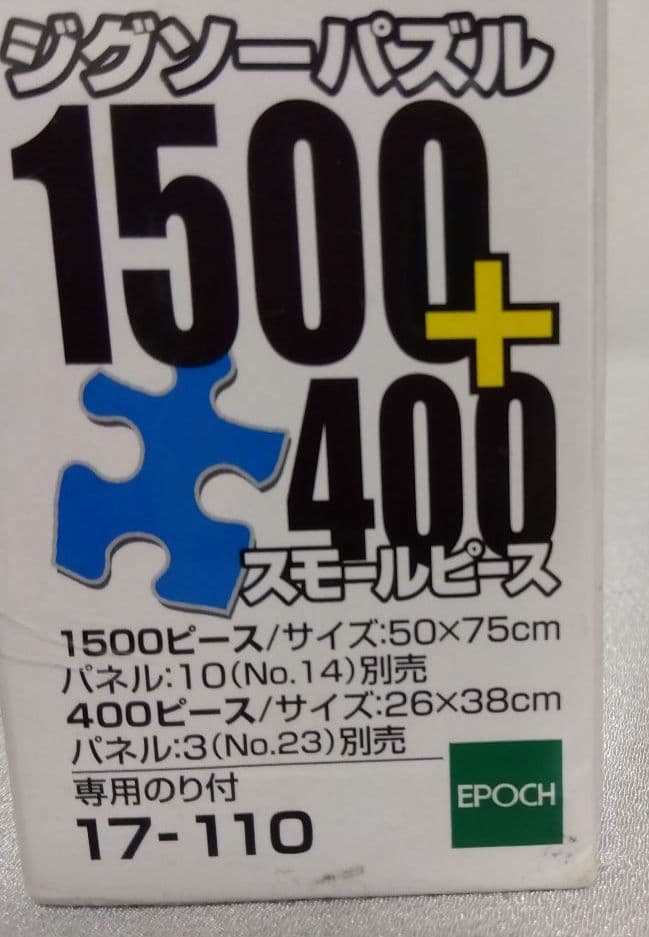 ジグソーパズル
1500+
400
スモールピース
1500ピース/サイズ:50×75cm
パネル:10(No.14)別売
400ピース/サイズ:26×38cm
パネル:3(No.23)別売
専用のり付
17-110
EPOCH